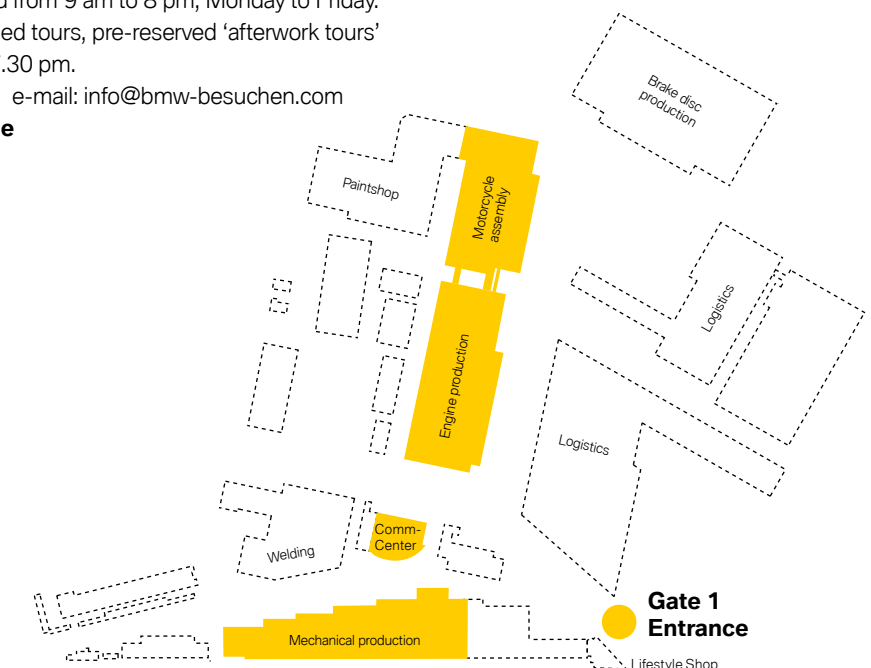 d from 9 am to 8 pm, Monday to Friday.
ed tours, pre-reserved ‘afterwork tours’
.30 pm.
e-mail: info@bmw-besuchen.com
e
Brake disc
production
Paintshop
Motorcycle
assembly
Logistics
Engine production
Logistics
Comm-
Center
Welding
Gate 1
Entrance
Mechanical production
Lifestyle Shop